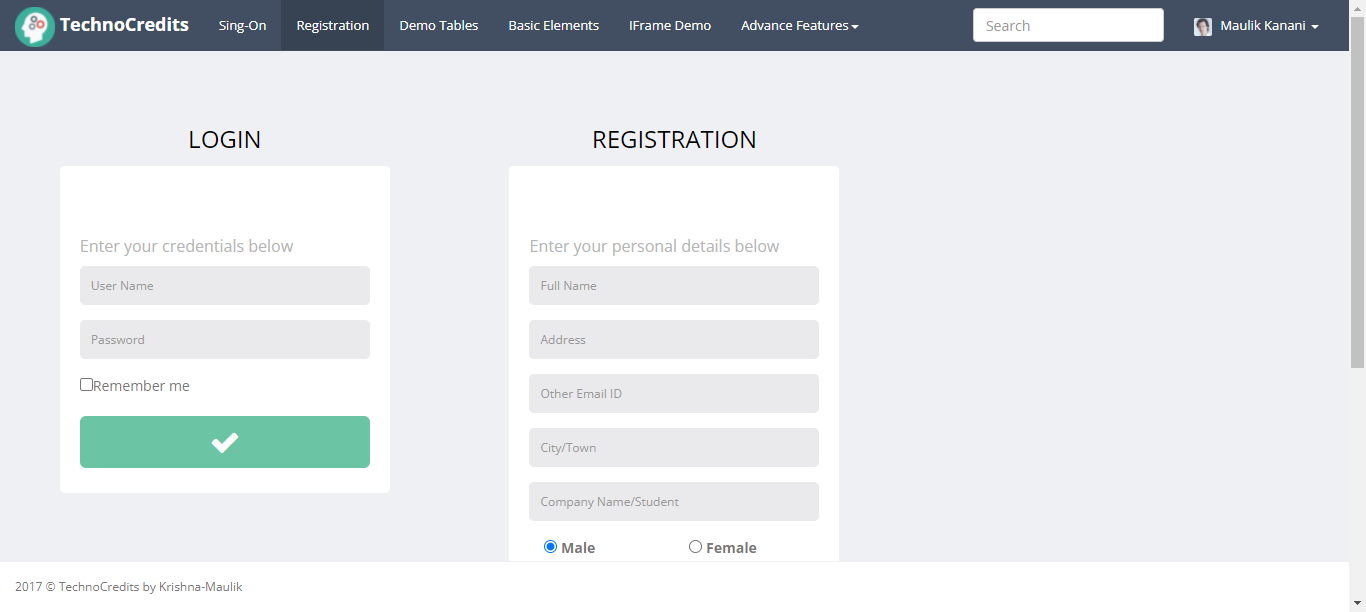 TechnoCredits Sing-On Registration Demo Tables Basic Elements IFrame Demo Advance Features Search Maulik Kanani
LOGIN
Enter your credentials below
User Name
Password
Remember me
REGISTRATION
Enter your personal details below
Full Name
Address
Other Email ID
City/Town
Company Name/Student
Male Female
2017 © TechnoCredits by Krishna-Maulik